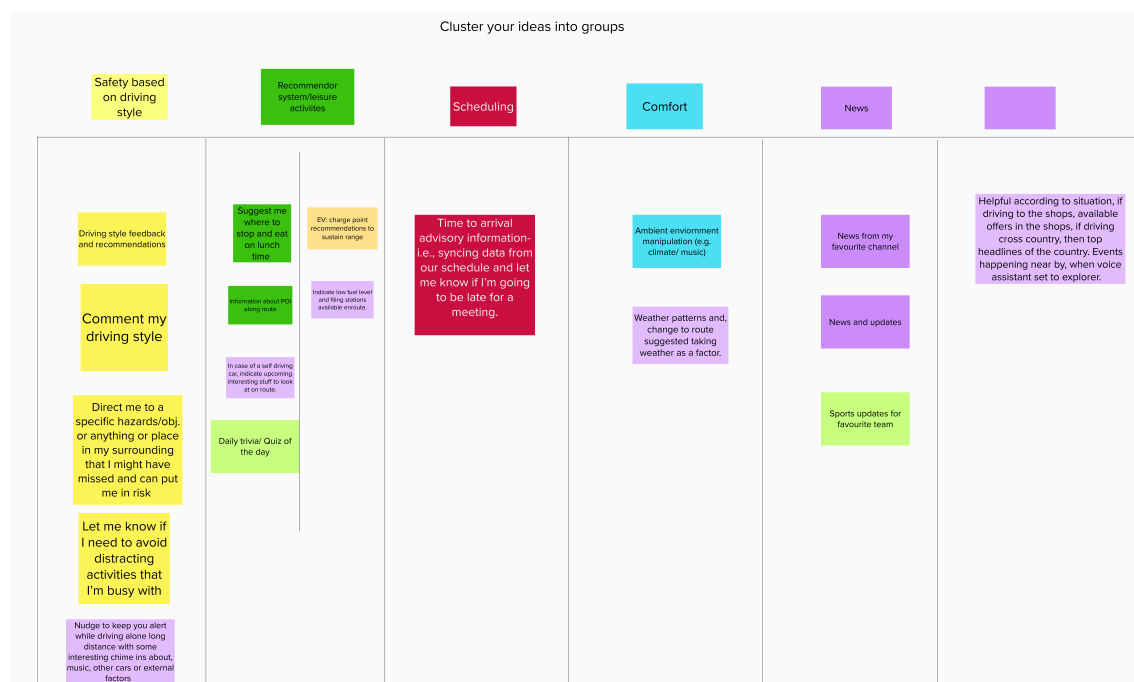 Cluster your ideas into groups
Safety based
on driving
style
Recommendor
system/leisure
activiites
Scheduling
Comfort
News
Driving style feedback
and recommendations
Comment my
driving style
Direct me to a
specific hazards/obj.
or anything or place
in my surrounding
that I might have
missed and can put
me in risk
Let me know if
I need to avoid
distracting
activities that
I'm busy with
Nudge to keep you alert
while driving alone long
distance with some
interesting chime ins about,
music, other cars or external
factors
Suggest me
where to
stop and eat
on lunch
time
Information about POI
along route
In case of a self driving
car, indicate upcoming
interesting stuff to look
at on route.
Daily trivia/ Quiz of
the day
EV: charge point
recommendations to
sustain range
Indicate low fuel level
and filing stations
available enroute.
Time to arrival
advisory information-
i.e., syncing data from
our schedule and let
me know if I'm going
to be late for a
meeting.
Ambient enviornment
manipulation (e.g.
climate/ music)
Weather patterns and,
change to route
suggested taking
weather as a factor.
News from my
favourite channel
News and updates
Sports updates for
favourite team
Helpful according to situation, if
driving to the shops, available
offers in the shops, if driving
cross country, then top
headlines of the country. Events
happening near by, when voice
assistant set to explorer.